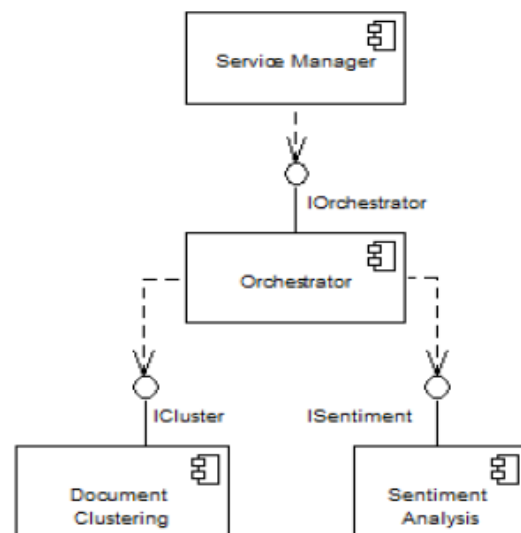 Service Manager
IOrchestrator
Orchestrator
ICluster
ISentiment
Document
Clustering
Sentiment
Analysis